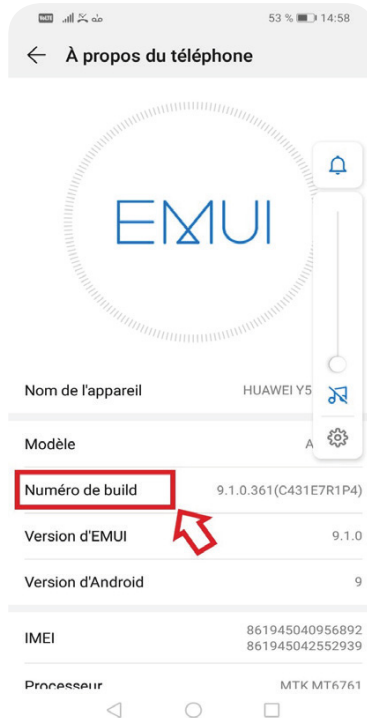 53 % 14:58
À propos du téléphone
EMUI
Nom de l'appareil HUAWEI Y5
Modèle A
Numéro de build 9.1.0.361(C431E7R1P4)
Version d'EMUI 9.1.0
Version d'Android 9
IMEI 861945040956892
861945042552939
Processeur MTK MT6761